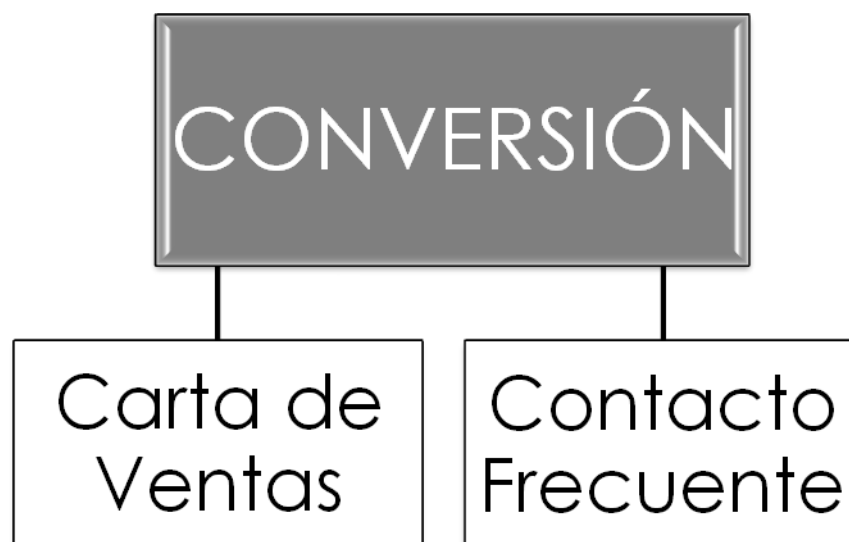 CONVERSIÓN
Carta de
Ventas
Contacto
Frecuente